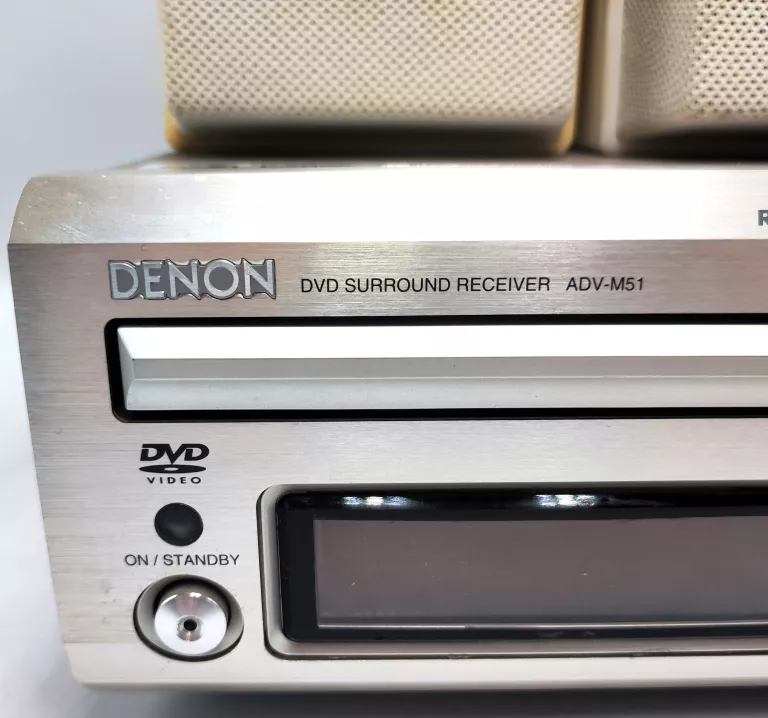 DENON DVD SURROUND RECEIVER ADV-M51
DVD
VIDEO
ON / STANDBY